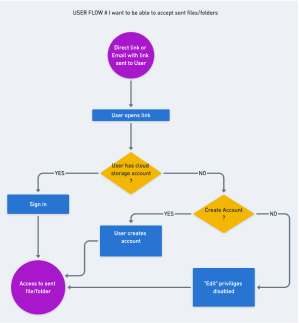 USER FLOW # I want to be able to accept sent files/folders
Direct link or
Email with link
sent to User
User opens link
User has cloud
storage account
?
YES
NO
Sign in
Create Account
?
YES
NO
User creates
account
Access to sent
file/folder
"Edit" priviliges
disabled